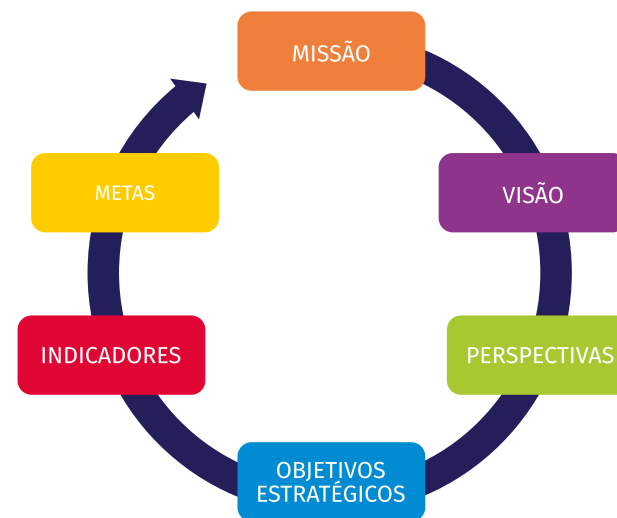 MISSÃO
VISÃO
PERSPECTIVAS
OBJETIVOS
ESTRATÉGICOS
INDICADORES
METAS